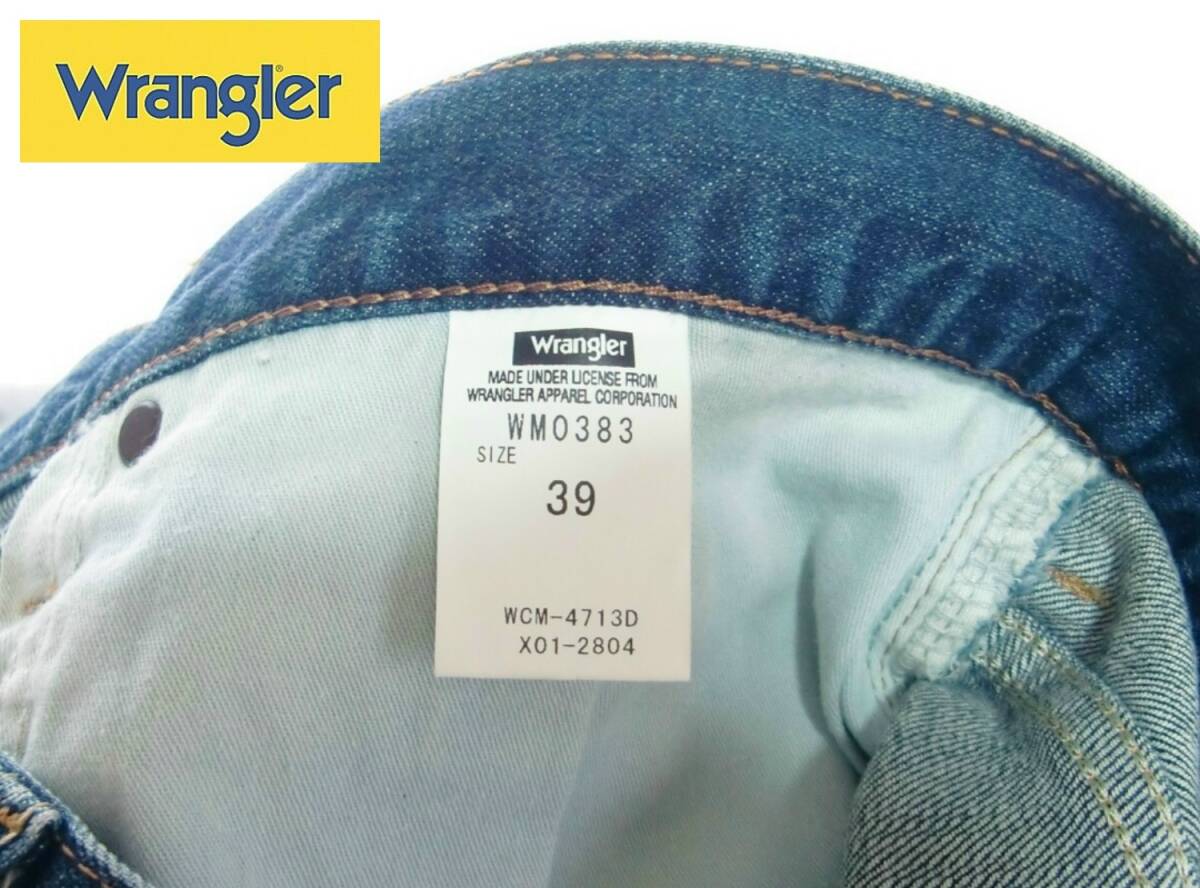 Wrangler®
Wrangler
MADE UNDER LICENSE FROM
WRANGLER APPAREL CORPORATION
WM0383
SIZE
39
WCM-4713D
X01-2804